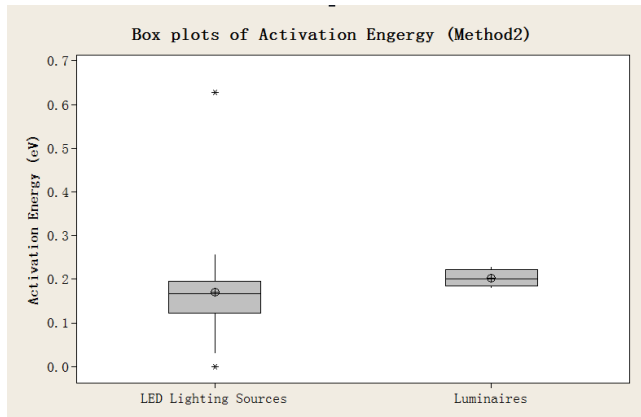 Box plots of Activation Engergy (Method2)
Activation Energy (eV)
0.7
0.6
0.5
0.4
0.3
0.2
0.1
0.0
LED Lighting Sources
Luminaires